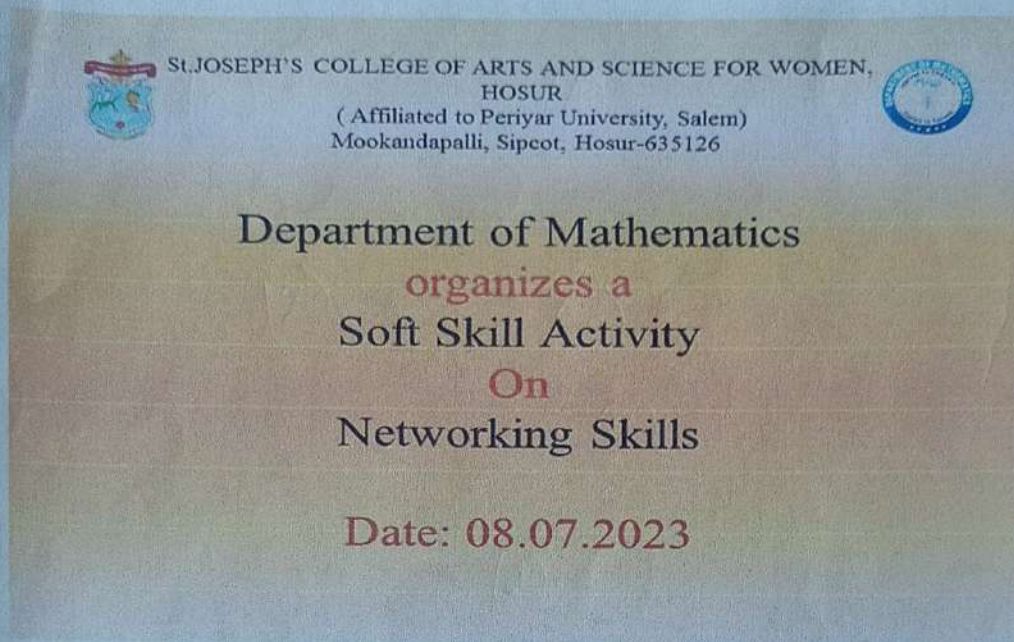 St.JOSEPH'S COLLEGE OF ARTS AND SCIENCE FOR WOMEN,
HOSUR
( Affiliated to Periyar University, Salem)
Mookandapalli, Sipcot, Hosur-635126
Department of Mathematics
organizes a
Soft Skill Activity
On
Networking Skills
Date: 08.07.2023